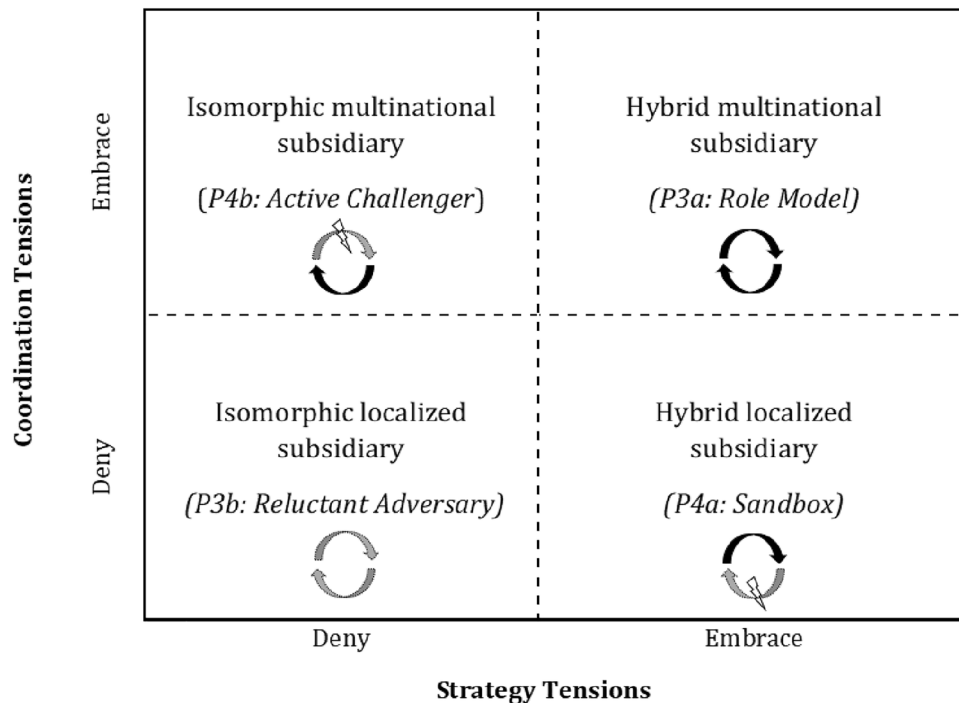 Coordination Tensions
Embrace
Deny
Isomorphic multinational
subsidiary
(P4b: Active Challenger)
Hybrid multinational
subsidiary
(P3a: Role Model)
Isomorphic localized
subsidiary
(P3b: Reluctant Adversary)
Hybrid localized
subsidiary
(P4a: Sandbox)
Deny
Embrace
Strategy Tensions